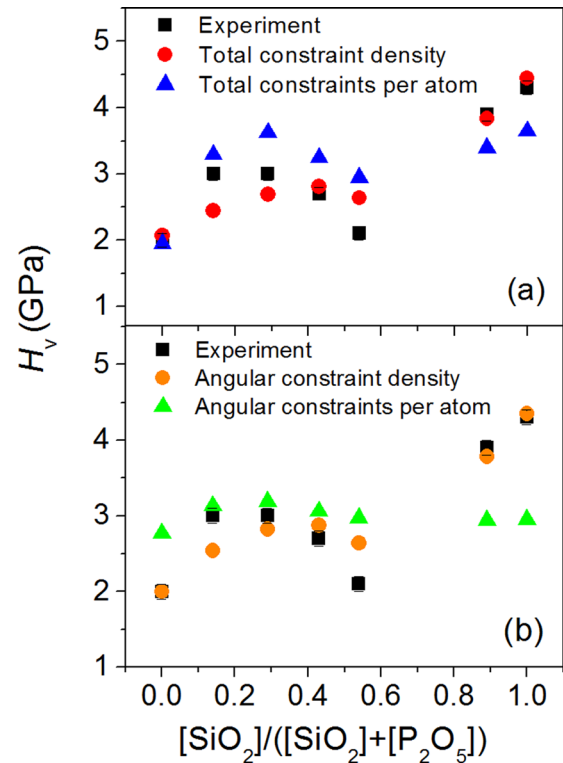 Experiment
Total constraint density
Total constraints per atom
5
4
3
2
1
(a)
H_v (GPa)
Experiment
Angular constraint density
Angular constraints per atom
5
4
3
2
1
(b)
0.0 0.2 0.4 0.6 0.8 1.0
[SiO₂]/([SiO₂]+[P₂O₅])